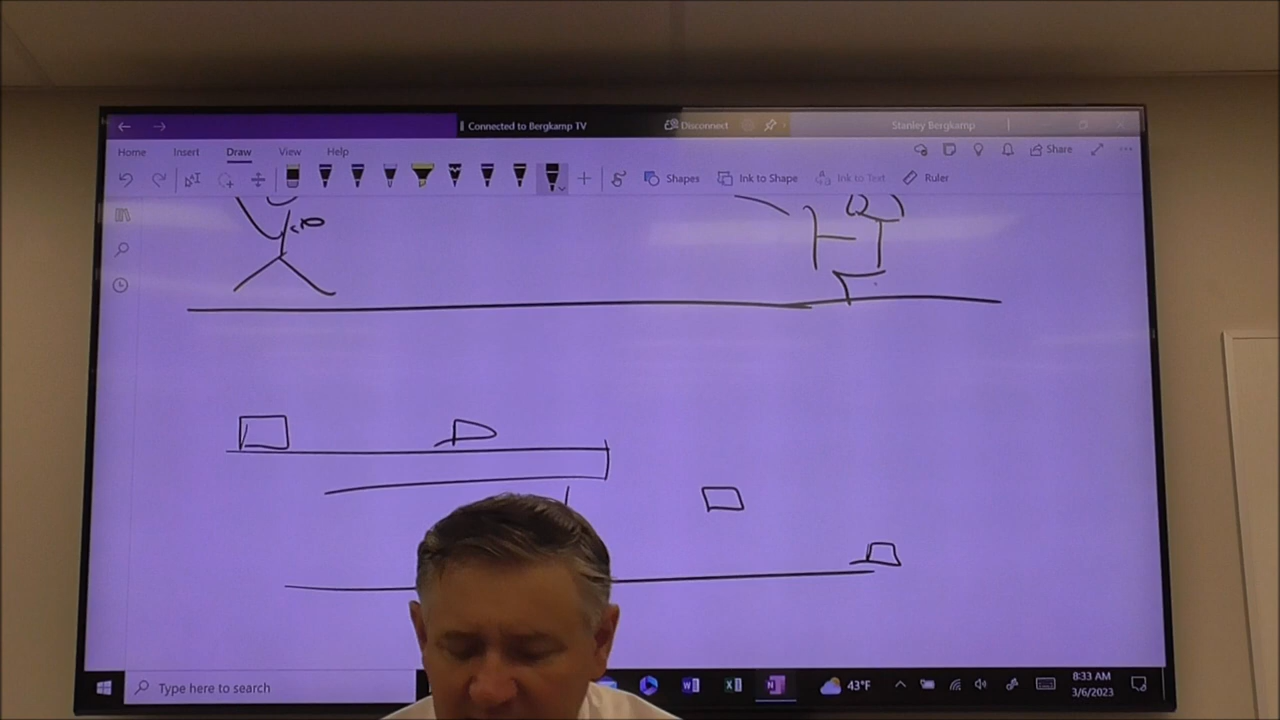 Connected to Bergkamp TV
Disconnect
Stanley Bergkamp
Home Insert Draw View Help
Share
Shapes
Ink to Shape
Ink to Text
Ruler
Type here to search
43°F
8:33 AM
3/6/2023